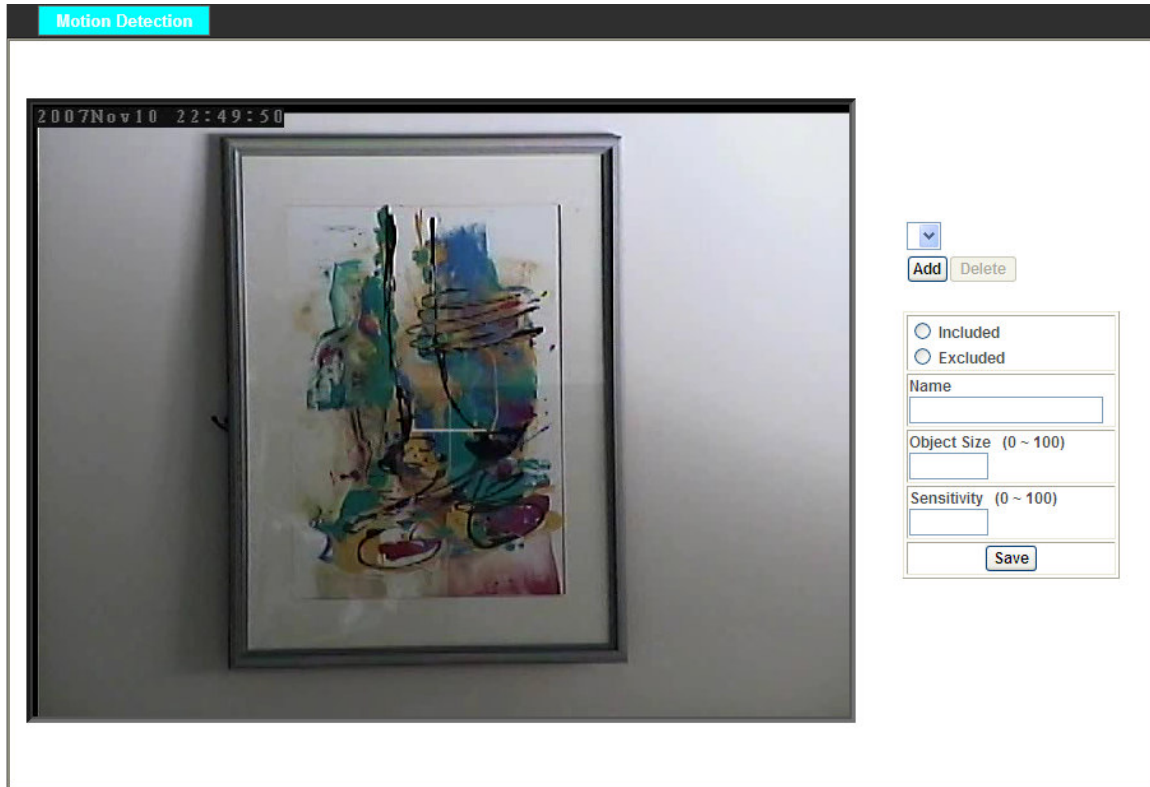 Motion Detection
2007Nov10 22:49:50
Add Delete
Included
Excluded
Name
Object Size (0 ~ 100)
Sensitivity (0 ~ 100)
Save